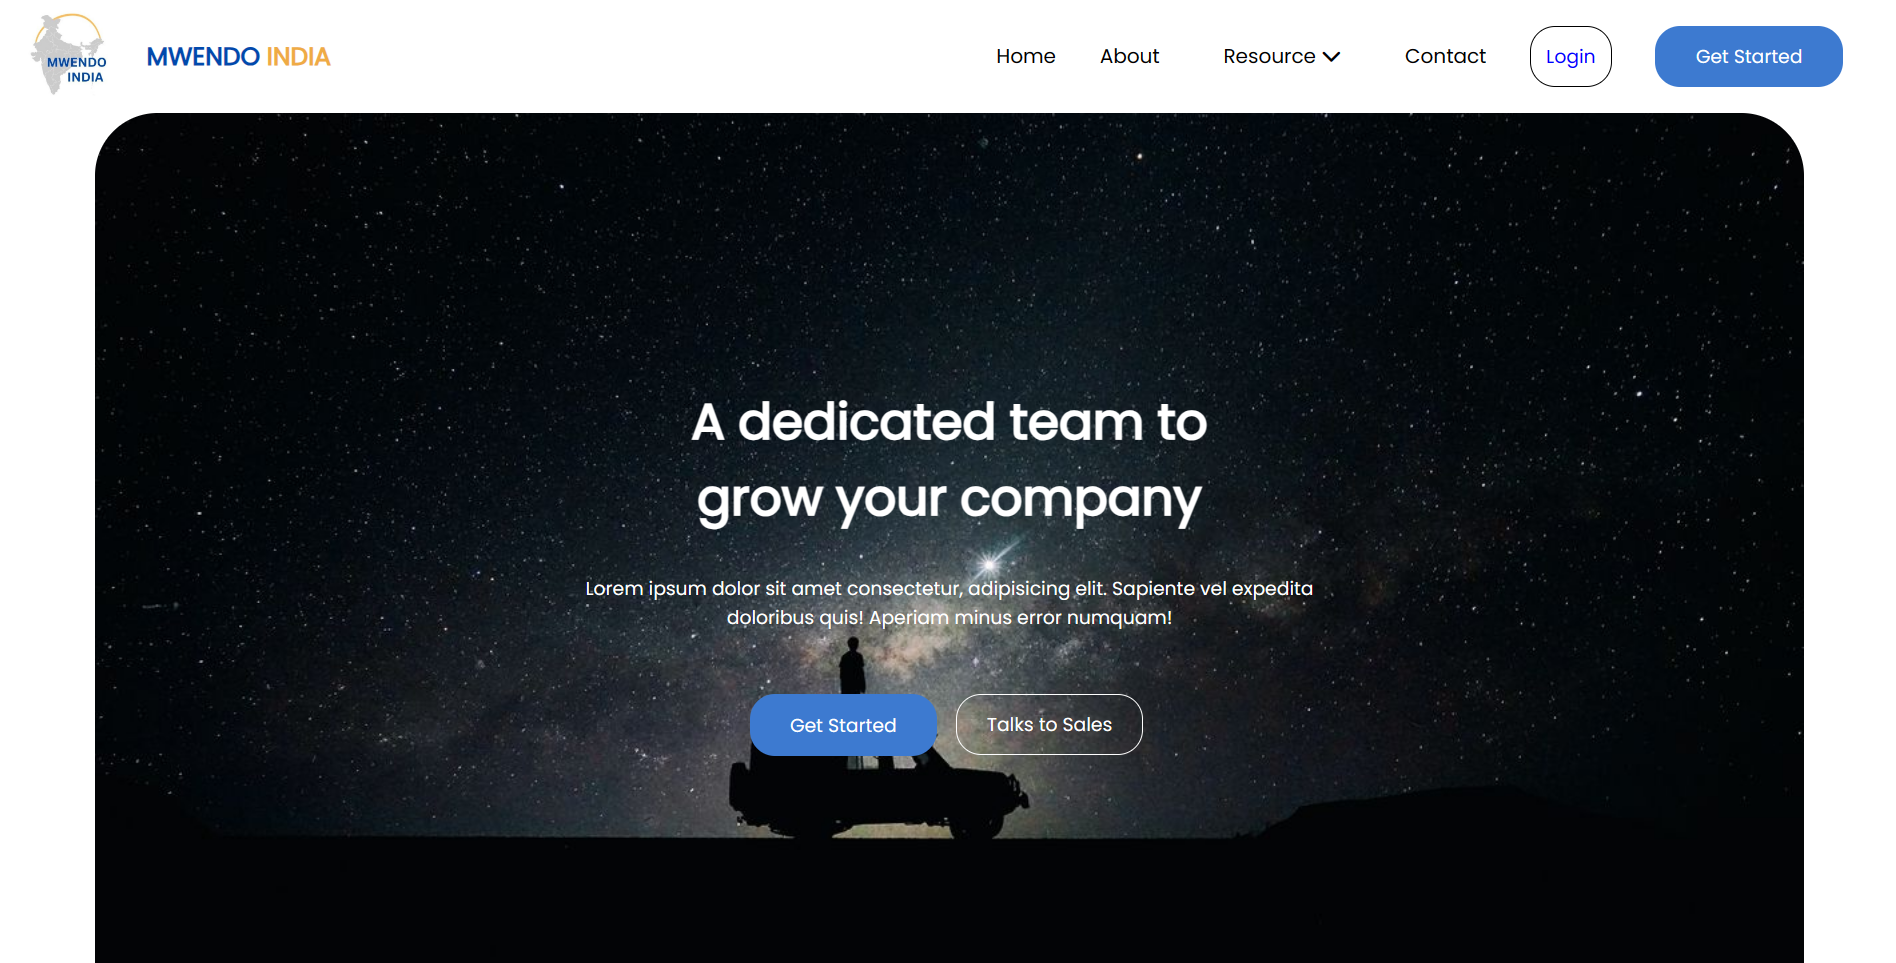 MWENDO
INDIA
MWENDO INDIA
Home
About
Resource
Contact
Login
Get Started
A dedicated team to
grow your company
Lorem ipsum dolor sit amet consectetur, adipisicing elit. Sapiente vel expedita
doloribus quis! Aperiam minus error numquam!
Get Started
Talks to Sales